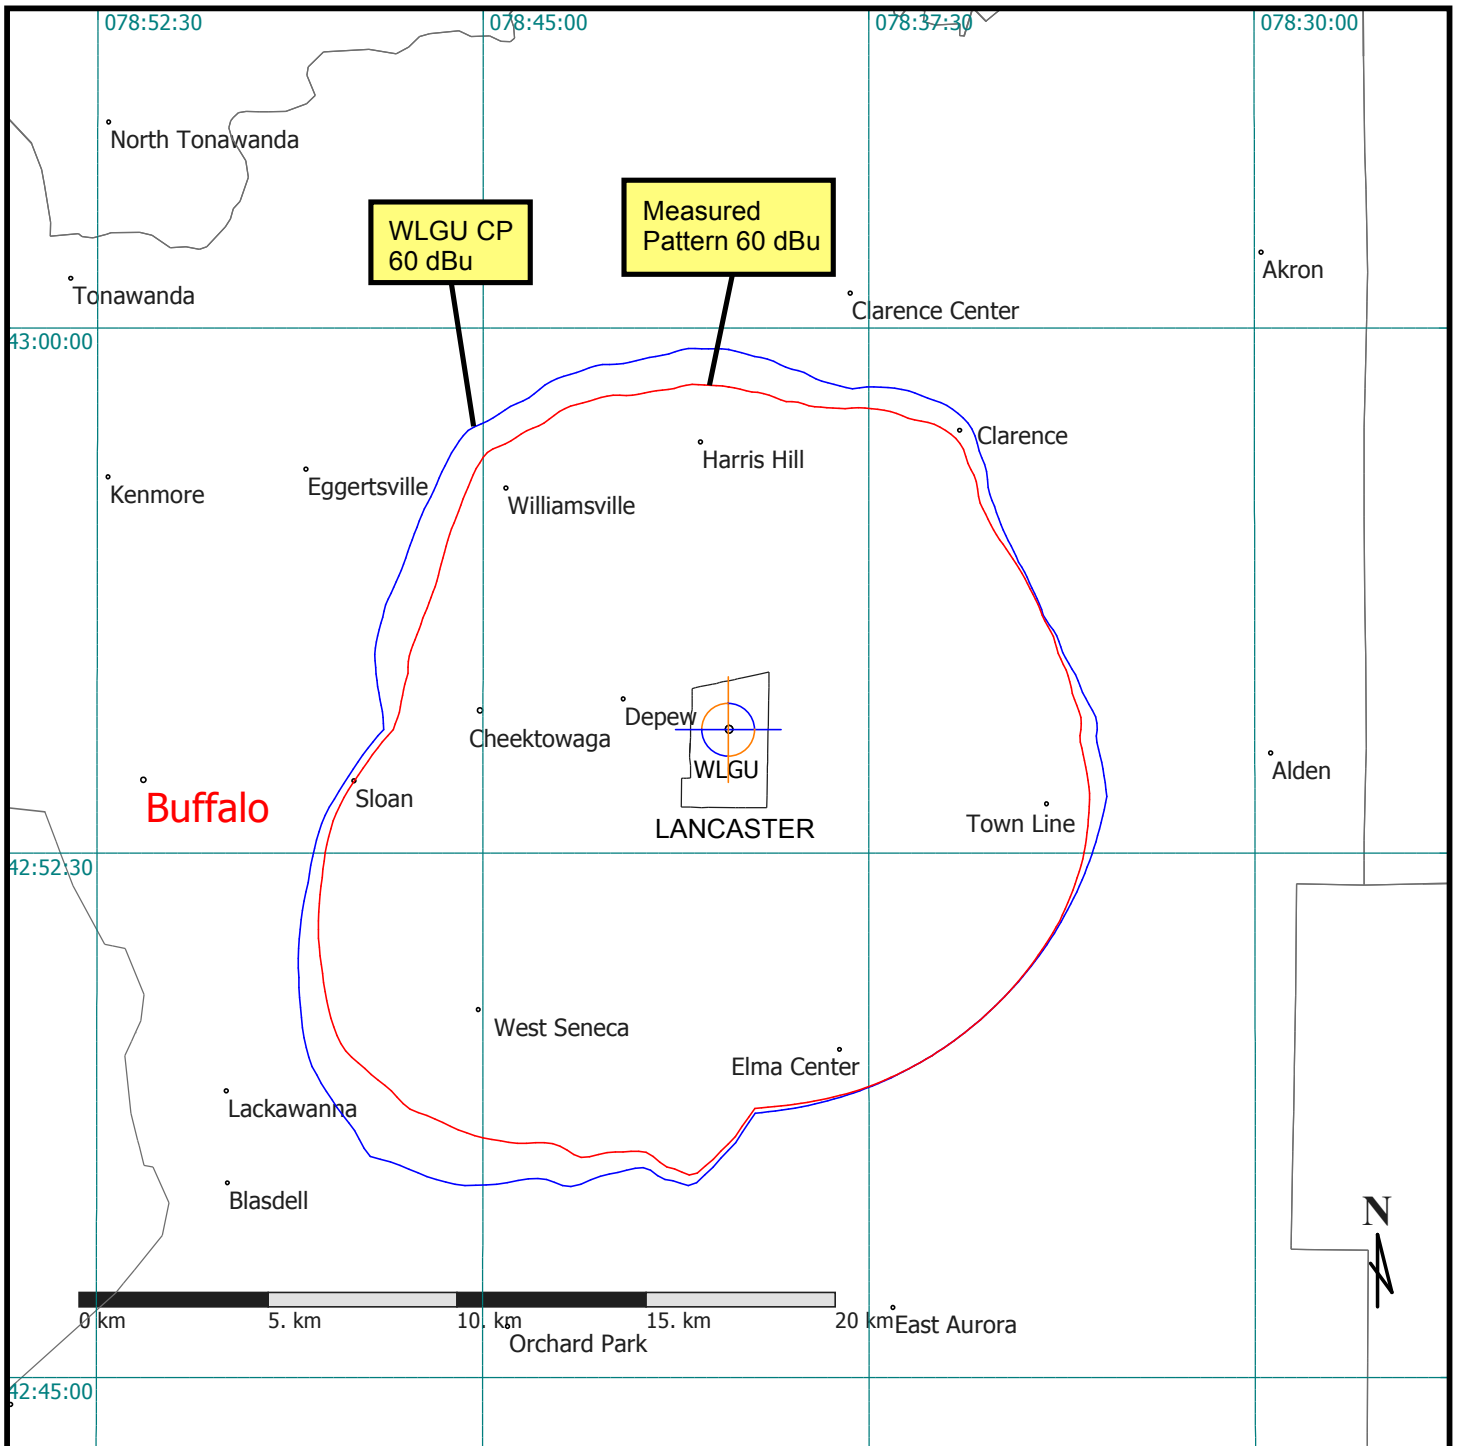 078:52:30
078:45:00
078:37:30
078:30:00
North Tonawanda
Measured
Pattern 60 dBu
WLGU CP
60 dBu
Akron
Tonawanda
Clarence Center
43:00:00
Clarence
Harris Hill
Eggertsville
Kenmore
Williamsville
Depew
Cheektowaga
WLGU
Alden
Sloan
Buffalo
Town Line
LANCASTER
42:52:30
West Seneca
Elma Center
Lackawanna
Blasdell
N
0 km
5. km
10. km
15. km
20 km
East Aurora
Orchard Park
42:45:00